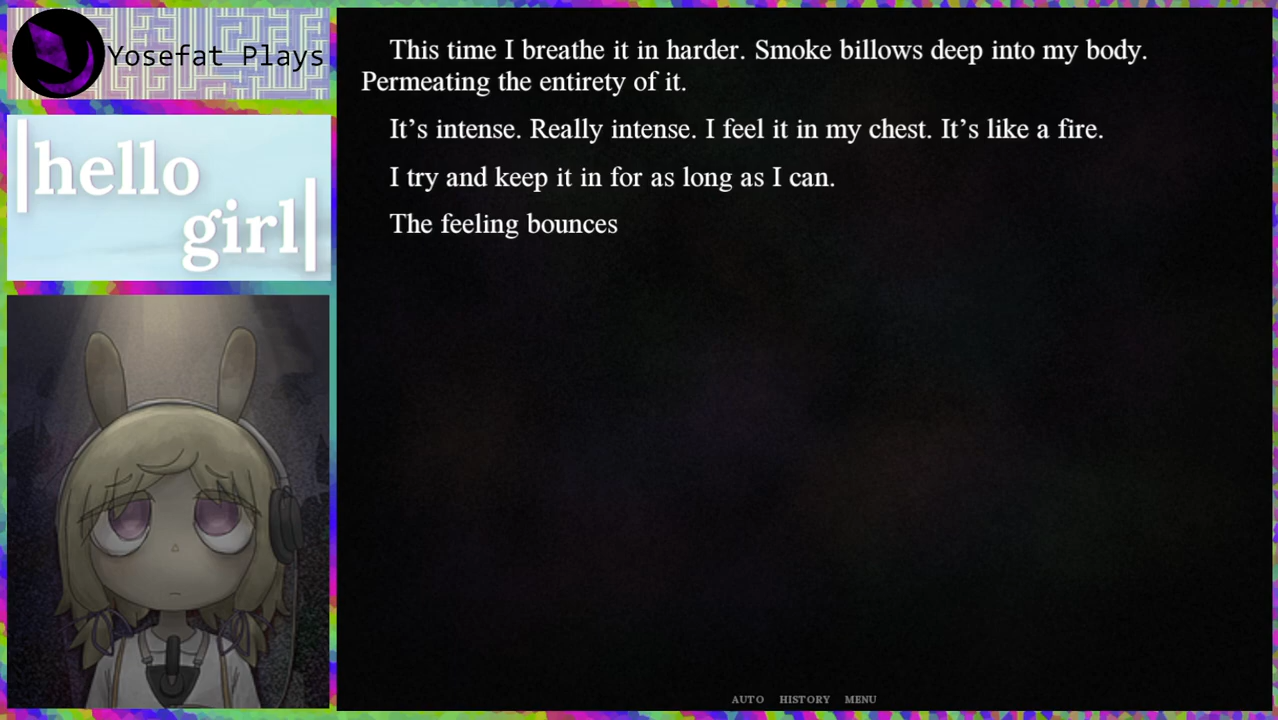 Yosefat Plays
|hello
girl|
This time I breathe it in harder. Smoke billows deep into my body.
Permeating the entirety of it.
It’s intense. Really intense. I feel it in my chest. It’s like a fire.
I try and keep it in for as long as I can.
The feeling bounces
AUTO HISTORY MENU